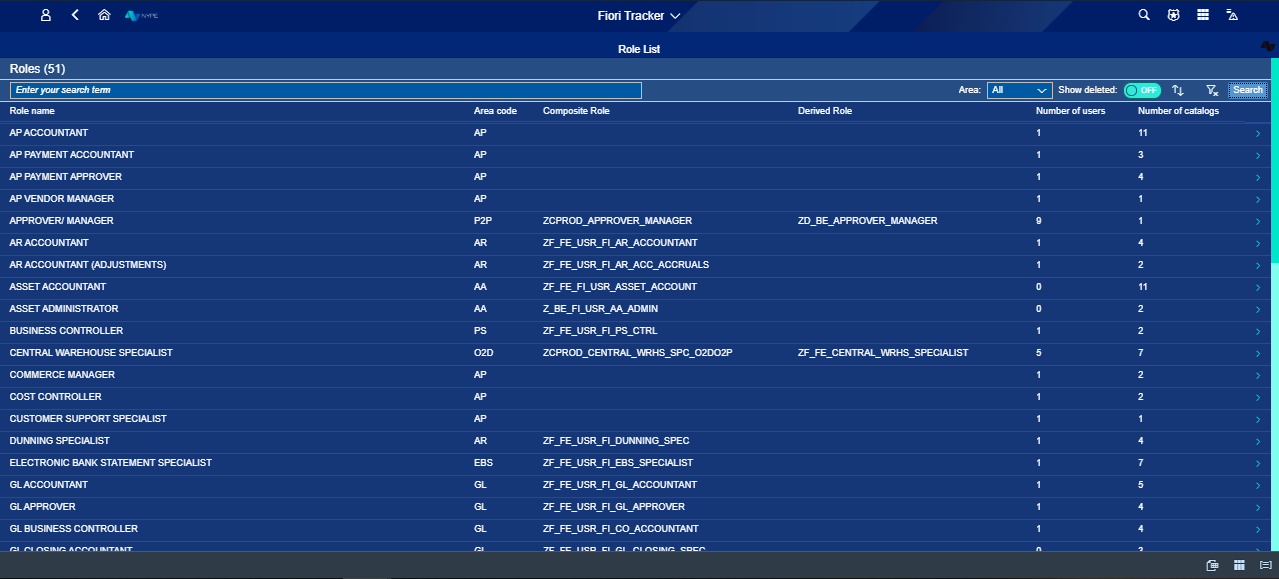 NYPE
Fiori Tracker
Role List
Roles (51)
Enter your search term Area: All Show deleted: OFF Search
Role name Area code Composite Role Derived Role Number of users Number of catalogs
AP ACCOUNTANT AP 1 11
AP PAYMENT ACCOUNTANT AP 1 3
AP PAYMENT APPROVER AP 1 4
AP VENDOR MANAGER AP 1 1
APPROVER/ MANAGER P2P ZCPROD_APPROVER_MANAGER ZD_BE_APPROVER_MANAGER 9 1
AR ACCOUNTANT AR ZF_FE_USR_FI_AR_ACCOUNTANT 1 4
AR ACCOUNTANT (ADJUSTMENTS) AR ZF_FE_USR_FI_AR_ACC_ACCRUALS 1 2
ASSET ACCOUNTANT AA ZF_FE_FI_USR_ASSET_ACCOUNT 0 11
ASSET ADMINISTRATOR AA Z_BE_FI_USR_AA_ADMIN 0 2
BUSINESS CONTROLLER PS ZF_FE_USR_FI_PS_CTRL 1 2
CENTRAL WAREHOUSE SPECIALIST O2D ZCPROD_CENTRAL_WRHS_SPC_O2DO2P ZF_FE_CENTRAL_WRHS_SPECIALIST 5 7
COMMERCE MANAGER AP 1 2
COST CONTROLLER AP 1 2
CUSTOMER SUPPORT SPECIALIST AP 1 1
DUNNING SPECIALIST AR ZF_FE_USR_FI_DUNNING_SPEC 1 4
ELECTRONIC BANK STATEMENT SPECIALIST EBS ZF_FE_USR_FI_EBS_SPECIALIST 1 7
GL ACCOUNTANT GL ZF_FE_USR_FI_GL_ACCOUNTANT 1 5
GL APPROVER GL ZF_FE_USR_FI_GL_APPROVER 1 4
GL BUSINESS CONTROLLER GL ZF_FE_USR_FI_CO_ACCOUNTANT 1 4
GL CLOSING ACCOUNTANT GL ZF_FE_USR_FI_GL_CLOSING_SPEC 0